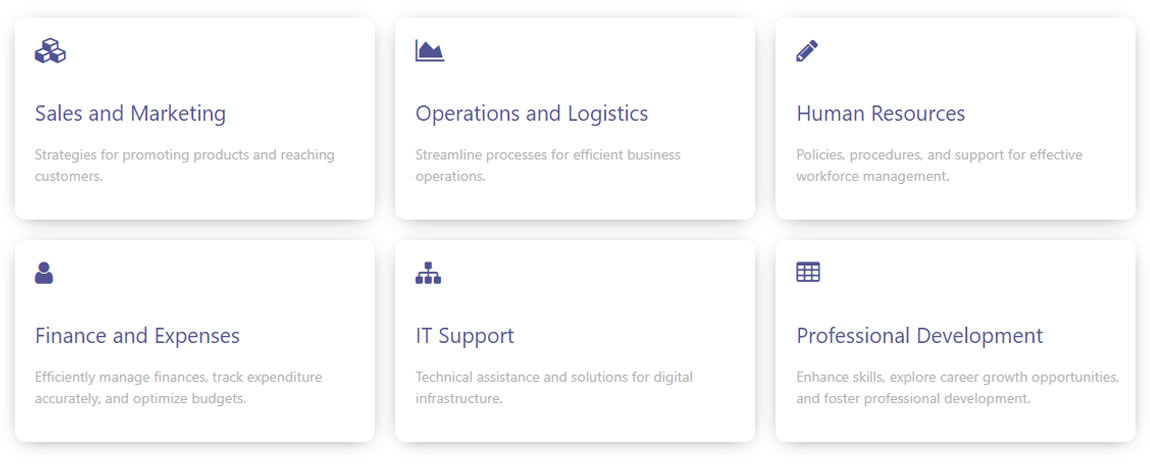 Sales and Marketing
Strategies for promoting products and reaching
customers.
Operations and Logistics
Streamline processes for efficient business
operations.
Human Resources
Policies, procedures, and support for effective
workforce management.
Finance and Expenses
Efficiently manage finances, track expenditure
accurately, and optimize budgets.
IT Support
Technical assistance and solutions for digital
infrastructure.
Professional Development
Enhance skills, explore career growth opportunities,
and foster professional development.